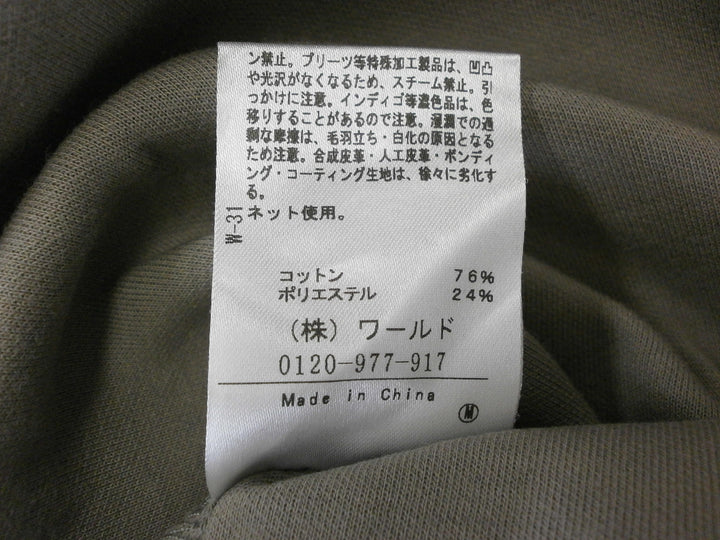 ン禁止。プリーツ等特殊加工製品は、凹凸
や光沢がなくなるため、スチーム禁止。引
っかけに注意。インディゴ等濃色品は、色
移りすることがあるので注意。湿潤での過
剰な摩擦は、毛羽立ち・白化の原因となる
ため注意。合成皮革・人工皮革・ボンディ
ング・コーティング生地は、徐々に劣化す
る。
ネット使用。
W-31
コットン 76%
ポリエステル 24%
(株) ワールド
0120-977-917
Made in China
M